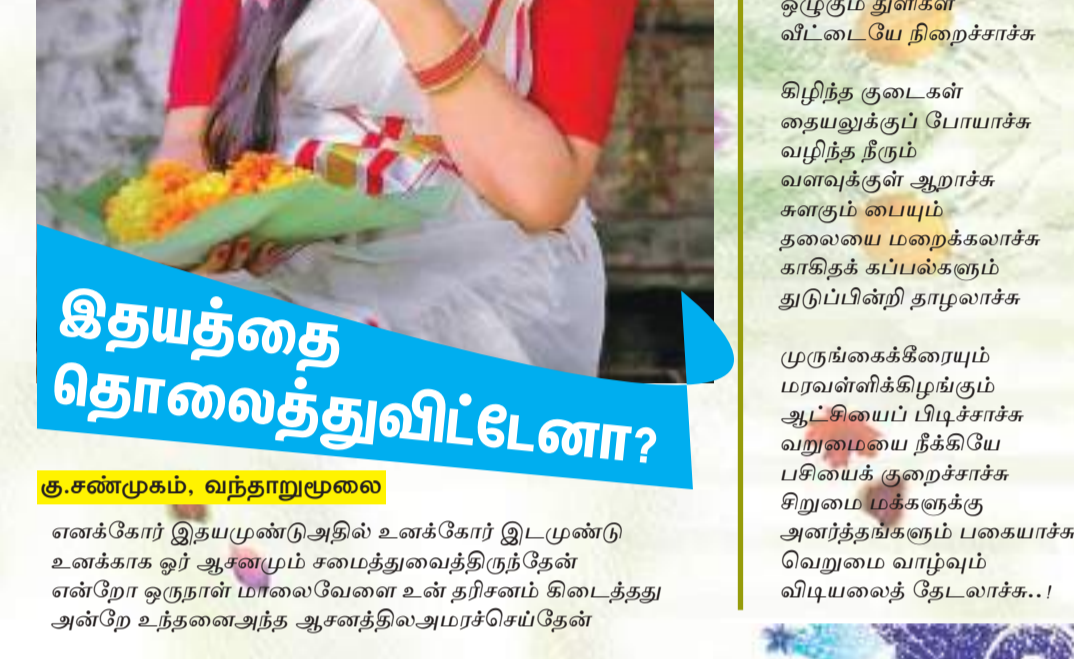 இதயத்தை
தொலைத்துவிட்டேனா?
கு.சண்முகம், வந்தாறுமூலை
எனக்கோர் இதயமுண்டுஅதில் உனக்கோர் இடமுண்டு
உனக்காக ஓர் ஆசனமும் சமைத்துவைத்திருந்தேன்
என்றோ ஒருநாள் மாலைவேளை உன் தரிசனம் கிடைத்தது
அன்றே உந்தனைஅந்த ஆசனத்திலஅமரச்செய்தேன்
ஒழுகும் துளிகள்
வீட்டையே நிறைச்சாச்சு
கிழிந்த குடைகள்
தையலுக்குப் போயாச்சு
வழிந்த நீரும்
வளவுக்குள் ஆறாச்சு
சுளகும் பையும்
தலையை மறைக்கலாச்சு
காகிதக் கப்பல்களும்
துடுப்பின்றி தாழலாச்சு
முருங்கைக்கீரையும்
மரவள்ளிக்கிழங்கும்
ஆட்சியைப் பிடிச்சாச்சு
வறுமையை நீக்கியே
பசியைக் குறைச்சாச்சு
சிறுமை மக்களுக்கு
அனர்த்தங்களும் பகையாச்சு
வெறுமை வாழ்வும்
விடியலைத் தேடலாச்சு..!